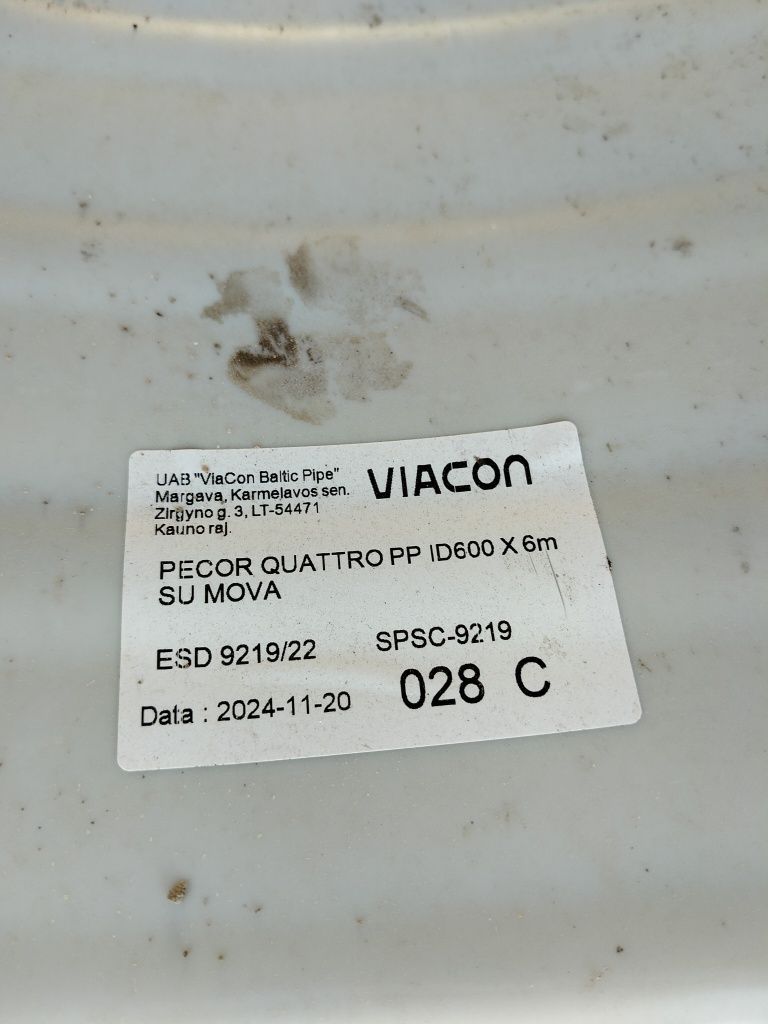 UAB "ViaCon Baltic Pipe"
Margava, Karmelavos sen.
Zirgyno g. 3, LT-54471
Kauno raj.
VIACON
PECOR QUATTRO PP ID600 X 6m
SU MOVA
ESD 9219/22
SPSC-9219
Data : 2024-11-20
028 C